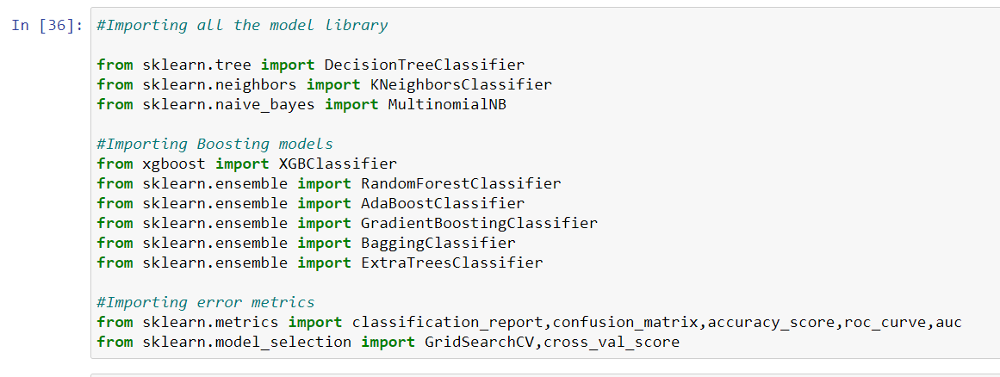 In [36]: #Importing all the model library
from sklearn.tree import DecisionTreeClassifier
from sklearn.neighbors import KNeighborsClassifier
from sklearn.naive_bayes import MultinomialNB
#Importing Boosting models
from xgboost import XGBClassifier
from sklearn.ensemble import RandomForestClassifier
from sklearn.ensemble import AdaBoostClassifier
from sklearn.ensemble import GradientBoostingClassifier
from sklearn.ensemble import BaggingClassifier
from sklearn.ensemble import ExtraTreesClassifier
#Importing error metrics
from sklearn.metrics import classification_report,confusion_matrix,accuracy_score,roc_curve,auc
from sklearn.model_selection import GridSearchCV,cross_val_score